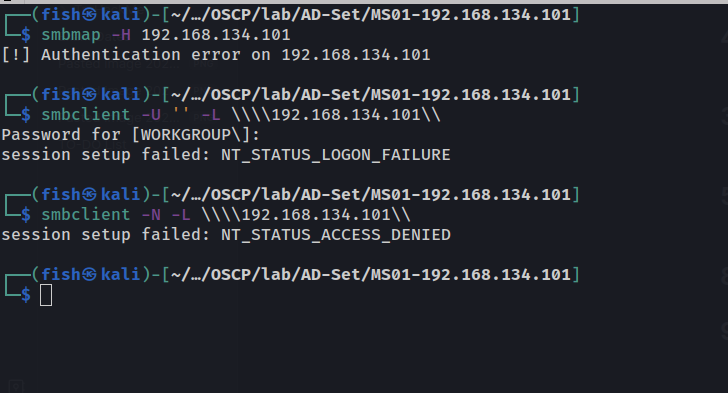 ┌──(fish㉿kali)-[~/…/OSCP/lab/AD-Set/MS01-192.168.134.101]
└─$ smbmap -H 192.168.134.101
[!] Authentication error on 192.168.134.101
┌──(fish㉿kali)-[~/…/OSCP/lab/AD-Set/MS01-192.168.134.101]
└─$ smbclient -U '' -L \\\\192.168.134.101\\
Password for [WORKGROUP\]:
session setup failed: NT_STATUS_LOGON_FAILURE
┌──(fish㉿kali)-[~/…/OSCP/lab/AD-Set/MS01-192.168.134.101]
└─$ smbclient -N -L \\\\192.168.134.101\\
session setup failed: NT_STATUS_ACCESS_DENIED
┌──(fish㉿kali)-[~/…/OSCP/lab/AD-Set/MS01-192.168.134.101]
└─$